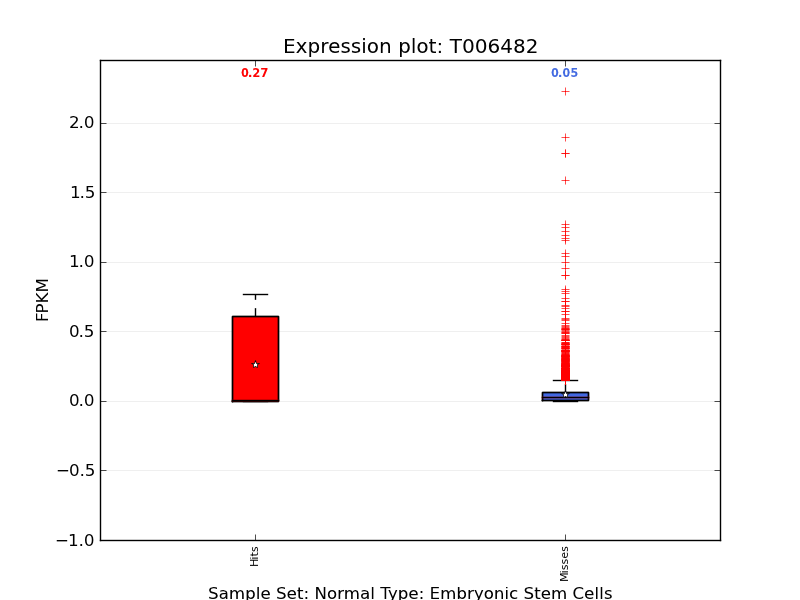 Expression plot: T006482
0.27
0.05
2.0
1.5
1.0
0.5
0.0
−0.5
−1.0
FPKM
Hits
Misses
Sample Set: Normal Type: Embryonic Stem Cells